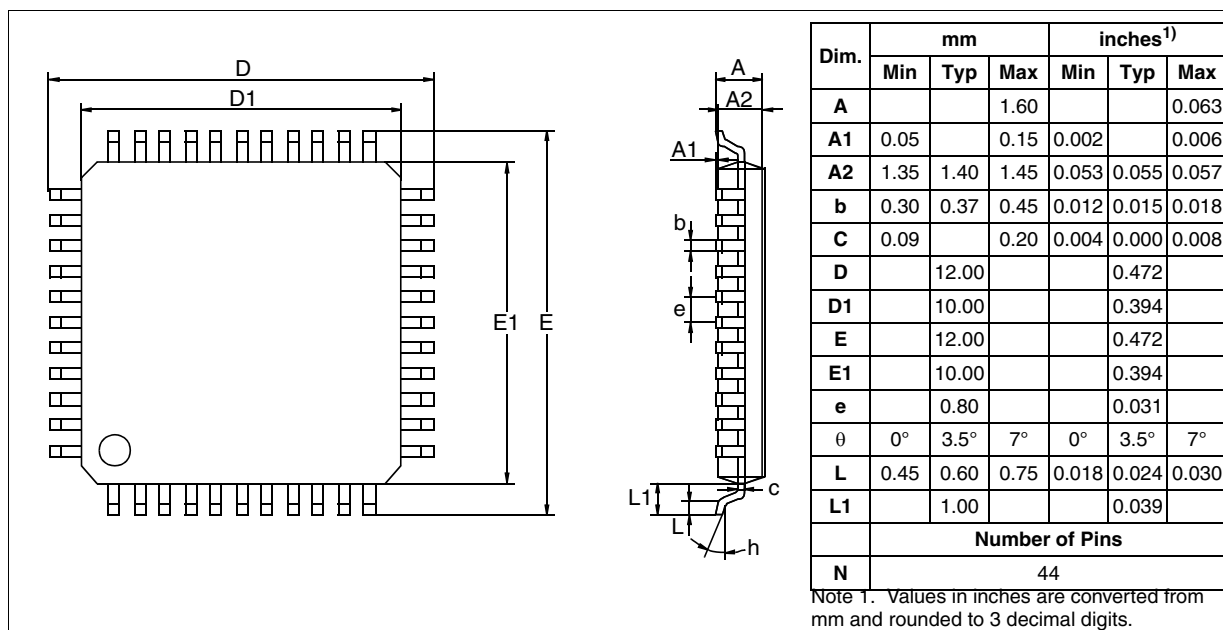 D
D1
E1
E
A
A2
A1
b
e
L1
L
c
h
Dim. mm inches1)
Min Typ Max Min Typ Max
A 1.60 0.063
A1 0.05 0.15 0.002 0.006
A2 1.35 1.40 1.45 0.053 0.055 0.057
b 0.30 0.37 0.45 0.012 0.015 0.018
C 0.09 0.20 0.004 0.000 0.008
D 12.00 0.472
D1 10.00 0.394
E 12.00 0.472
E1 10.00 0.394
e 0.80 0.031
θ 0° 3.5° 7° 0° 3.5° 7°
L 0.45 0.60 0.75 0.018 0.024 0.030
L1 1.00 0.039
Number of Pins
N 44
Note 1. Values in inches are converted from
mm and rounded to 3 decimal digits.